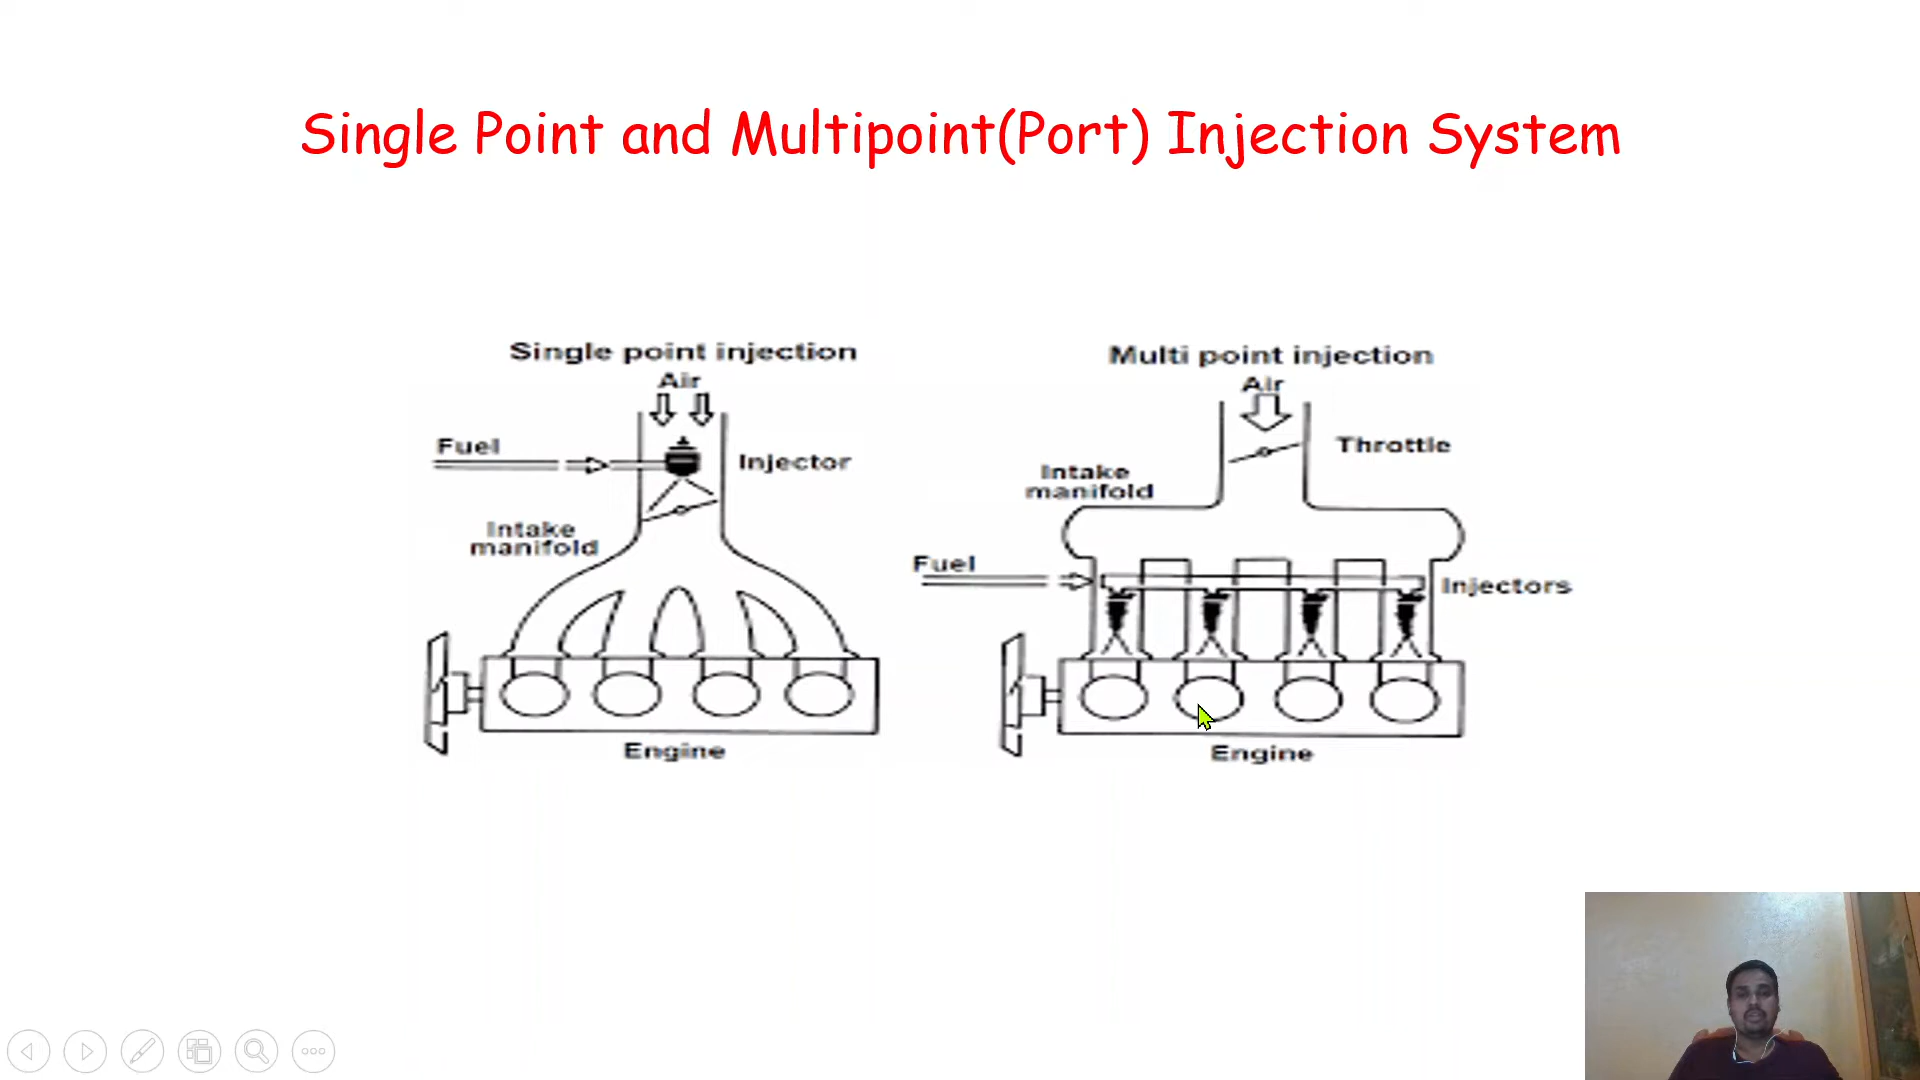 Single Point and Multipoint(Port) Injection System
Single point injection
Air
Fuel
Injector
Intake
manifold
Engine
Multi point injection
Air
Throttle
Intake
manifold
Fuel
Injectors
Engine